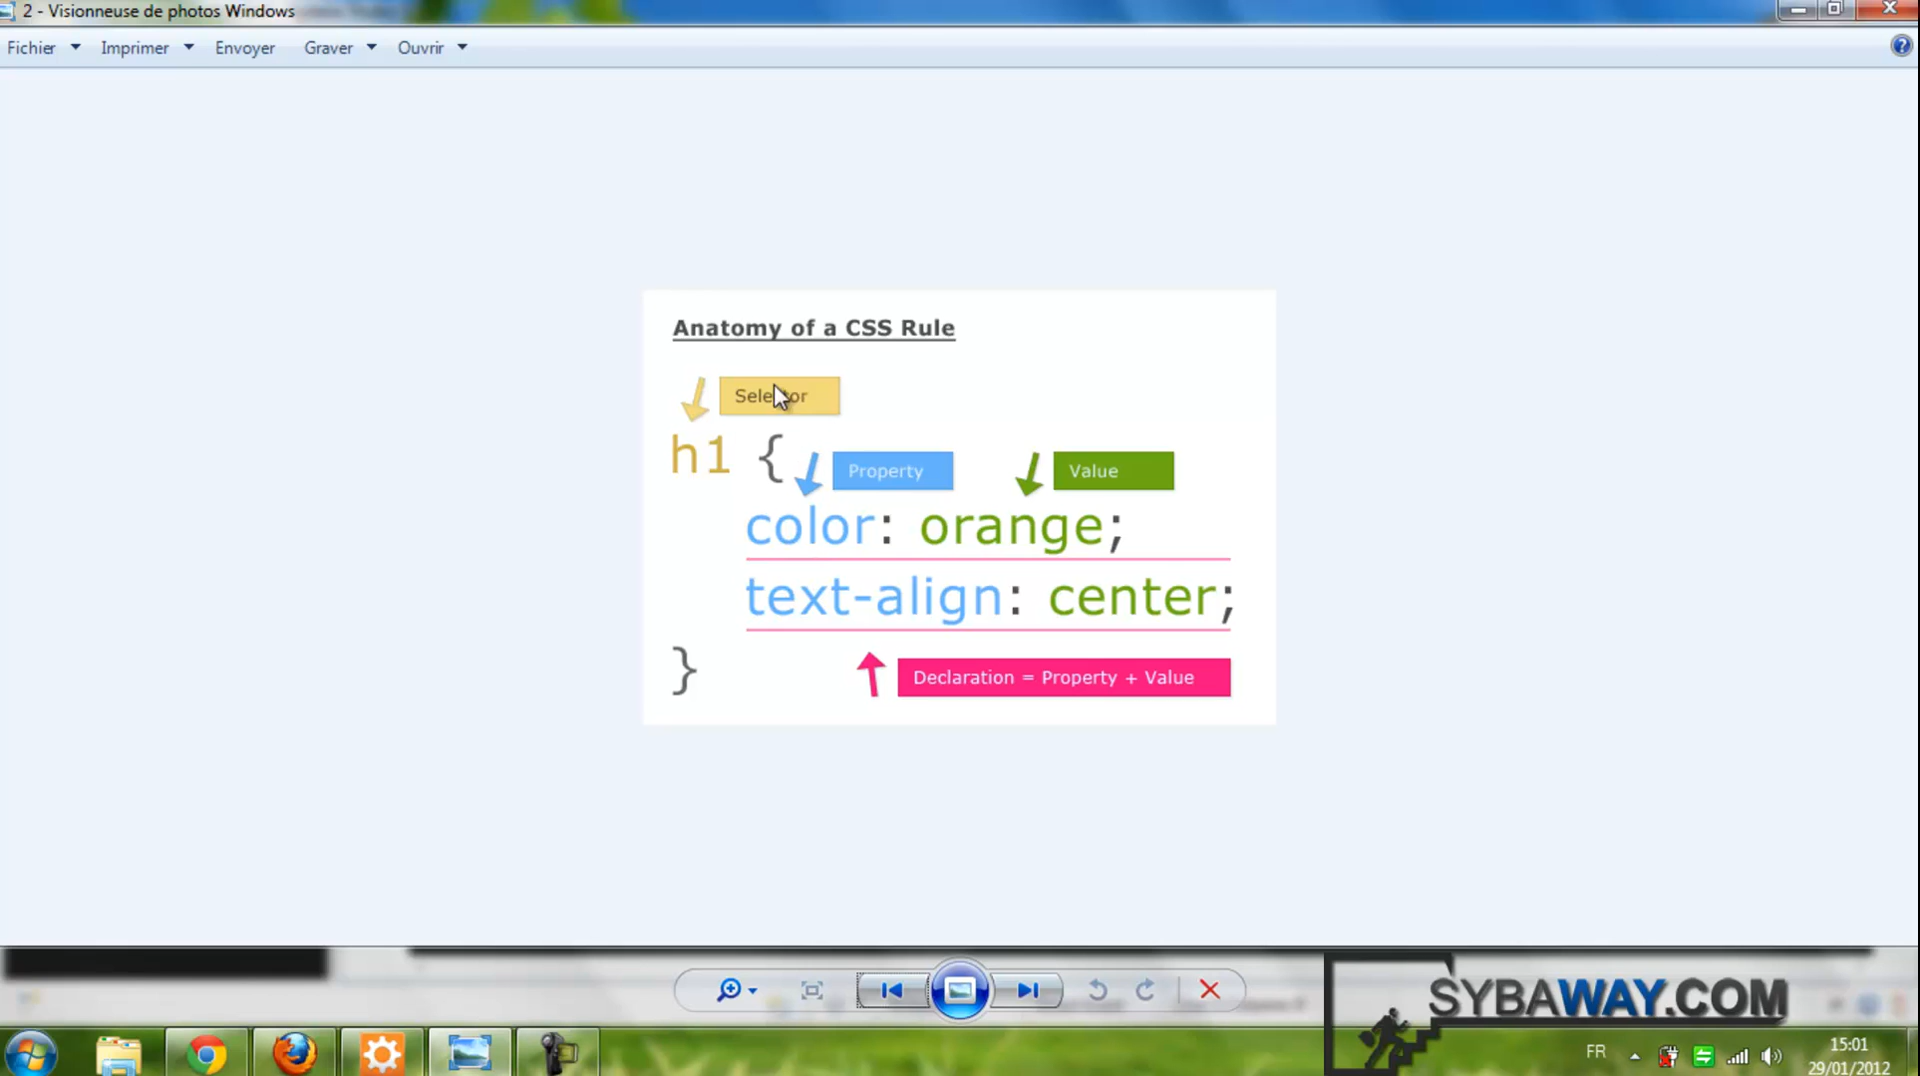 2 - Visionneuse de photos Windows
Fichier Imprimer Envoyer Graver Ouvrir
Anatomy of a CSS Rule
Selector
h1 {
Property Value
color: orange;
text-align: center;
}
Declaration = Property + Value
SYBAWAY.COM
FR
15:01
29/01/2012